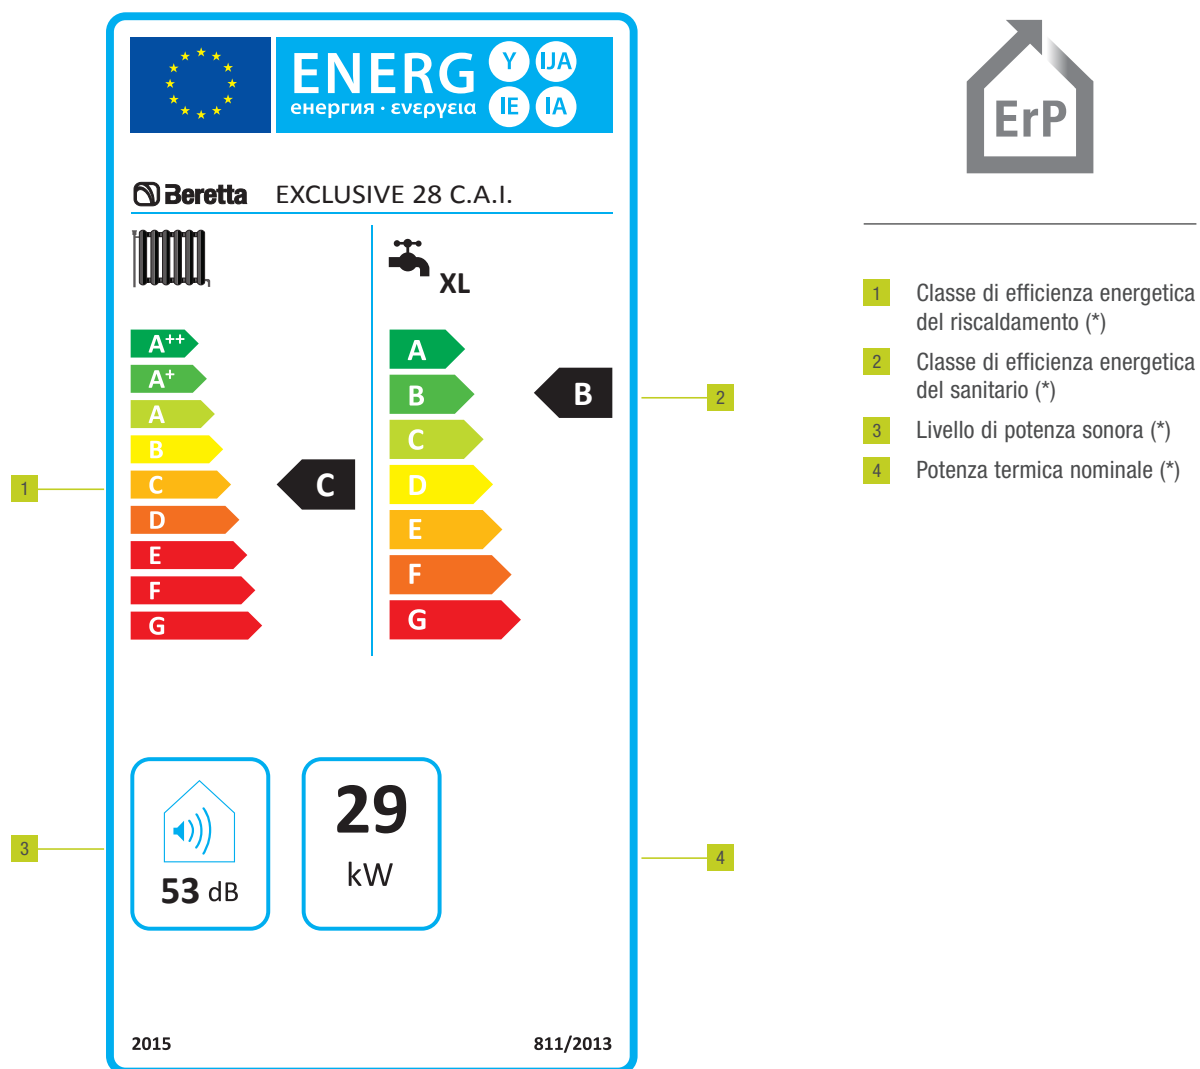 ENERG
Y IJA
IE IA
енергия · ενεργεια
Beretta EXCLUSIVE 28 C.A.I.
XL
A++
A+
A
B
C
D
E
F
G
C
A
B
C
D
E
F
G
B
1
2
3
4
53 dB
29
kW
2015
811/2013
ErP
1 Classe di efficienza energetica
del riscaldamento (*)
2 Classe di efficienza energetica
del sanitario (*)
3 Livello di potenza sonora (*)
4 Potenza termica nominale (*)